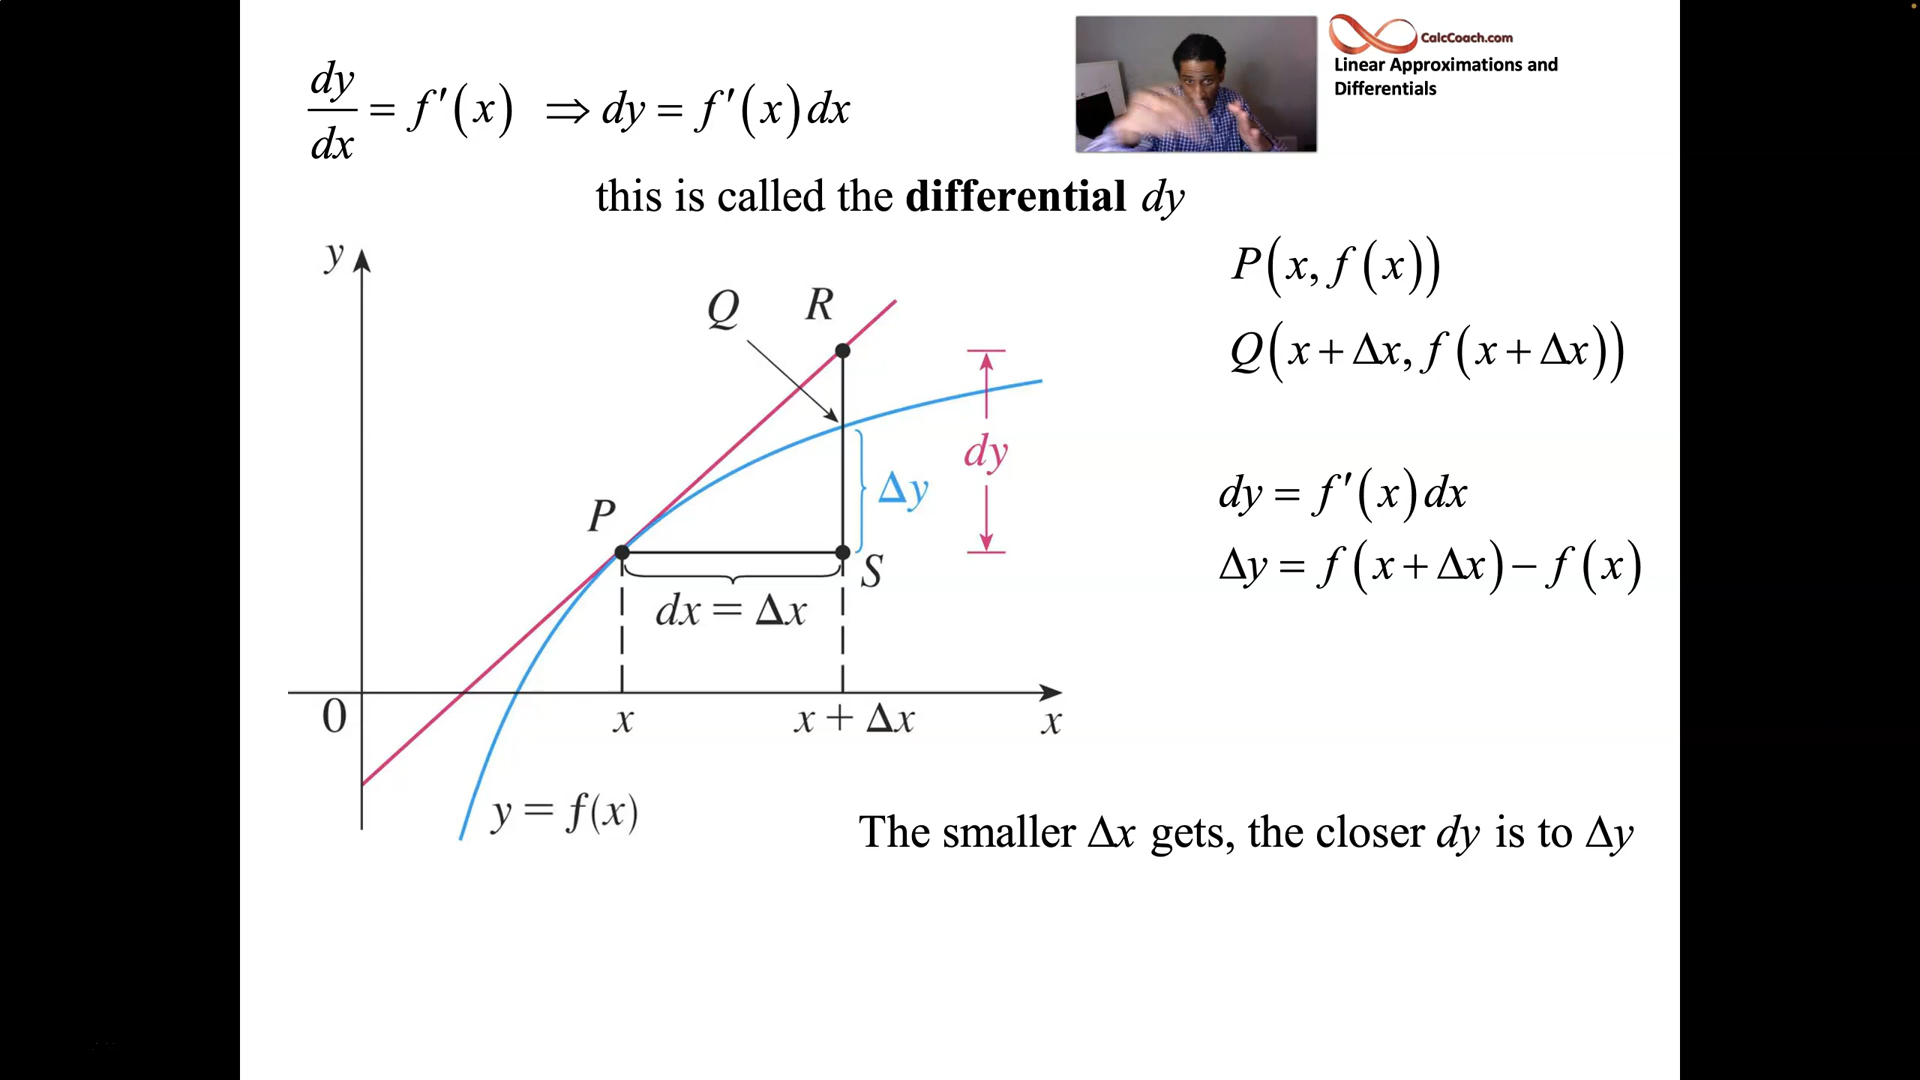 CalcCoach.com
Linear Approximations and
Differentials
dy/dx = f′(x) ⇒ dy = f′(x)dx
this is called the differential dy
P(x, f(x))
Q(x + Δx, f(x + Δx))
dy = f′(x)dx
Δy = f(x + Δx) − f(x)
y
Q
R
dy
Δy
P
S
dx = Δx
0
x
x + Δx
x
y = f(x)
The smaller Δx gets, the closer dy is to Δy